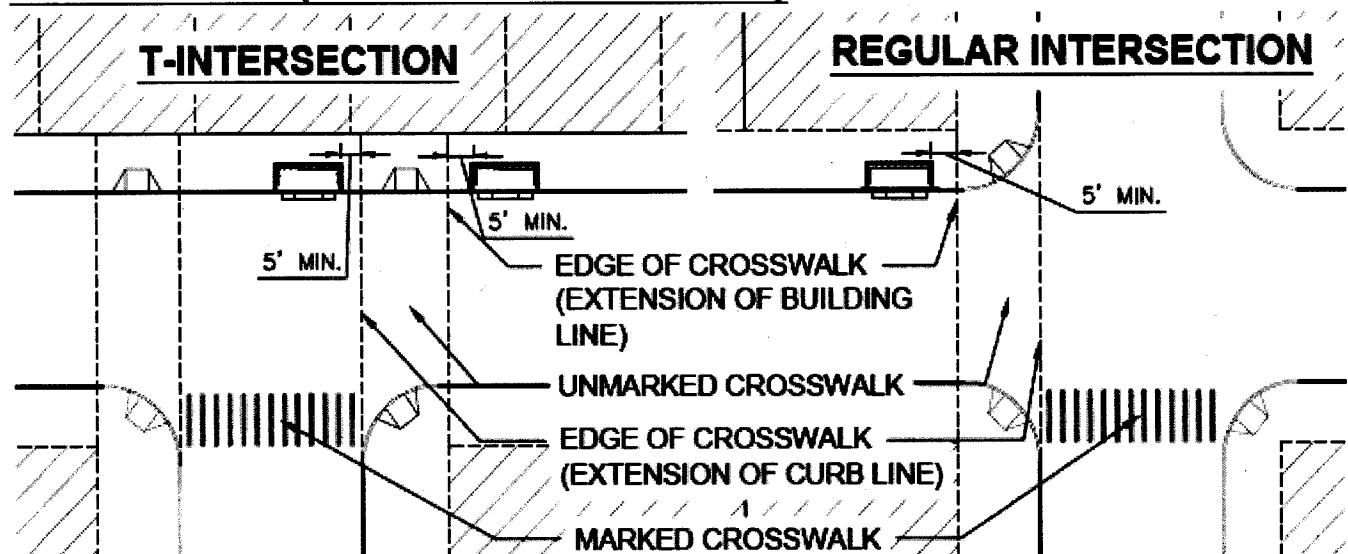 T-INTERSECTION
REGULAR INTERSECTION
5' MIN.
5' MIN.
5' MIN.
EDGE OF CROSSWALK
(EXTENSION OF BUILDING
LINE)
UNMARKED CROSSWALK
EDGE OF CROSSWALK
(EXTENSION OF CURB LINE)
MARKED CROSSWALK